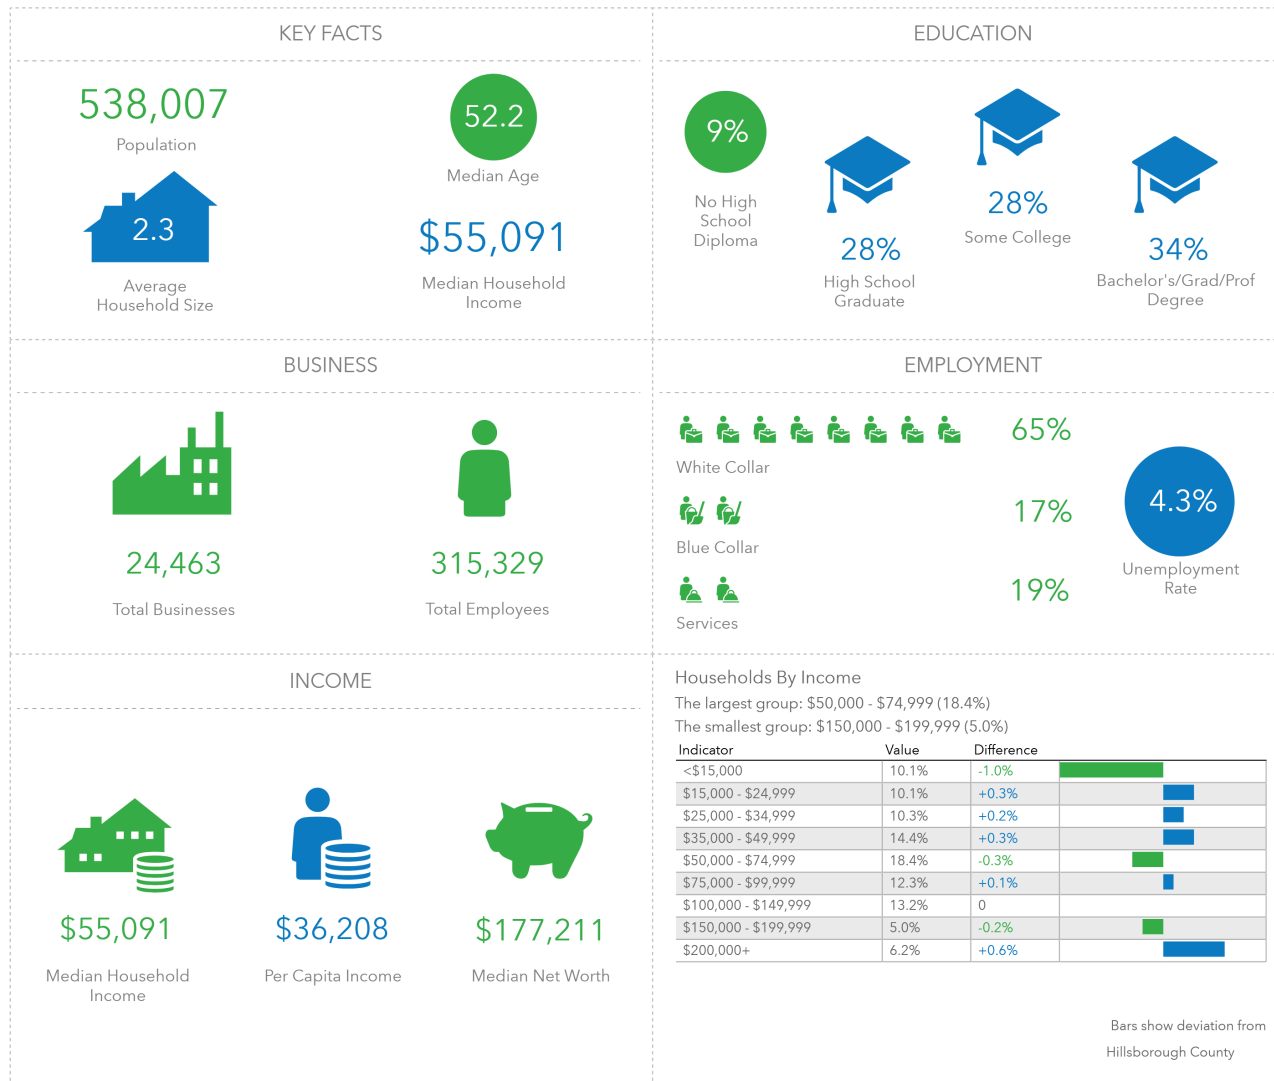 KEY FACTS
538,007
Population
52.2
Median Age
2.3
Average
Household Size
$55,091
Median Household
Income
EDUCATION
9%
No High
School
Diploma
28%
High School
Graduate
28%
Some College
34%
Bachelor's/Grad/Prof
Degree
BUSINESS
24,463
Total Businesses
315,329
Total Employees
EMPLOYMENT
65%
White Collar
17%
Blue Collar
19%
Services
4.3%
Unemployment
Rate
INCOME
$55,091
Median Household
Income
$36,208
Per Capita Income
$177,211
Median Net Worth
Households By Income
The largest group: $50,000 - $74,999 (18.4%)
The smallest group: $150,000 - $199,999 (5.0%)
Indicator Value Difference
<$15,000 10.1% -1.0%
$15,000 - $24,999 10.1% +0.3%
$25,000 - $34,999 10.3% +0.2%
$35,000 - $49,999 14.4% +0.3%
$50,000 - $74,999 18.4% -0.3%
$75,000 - $99,999 12.3% +0.1%
$100,000 - $149,999 13.2% 0
$150,000 - $199,999 5.0% -0.2%
$200,000+ 6.2% +0.6%
Bars show deviation from
Hillsborough County